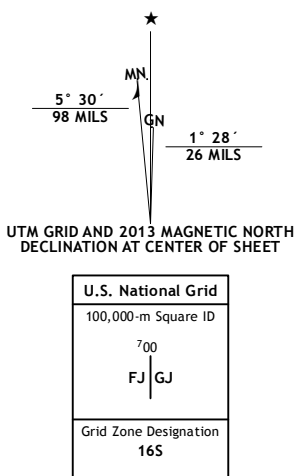 ★
MN
GN
5° 30´
98 MILS
1° 28´
26 MILS
UTM GRID AND 2013 MAGNETIC NORTH
DECLINATION AT CENTER OF SHEET
U.S. National Grid
100,000-m Square ID
⁷00
FJ GJ
Grid Zone Designation
16S